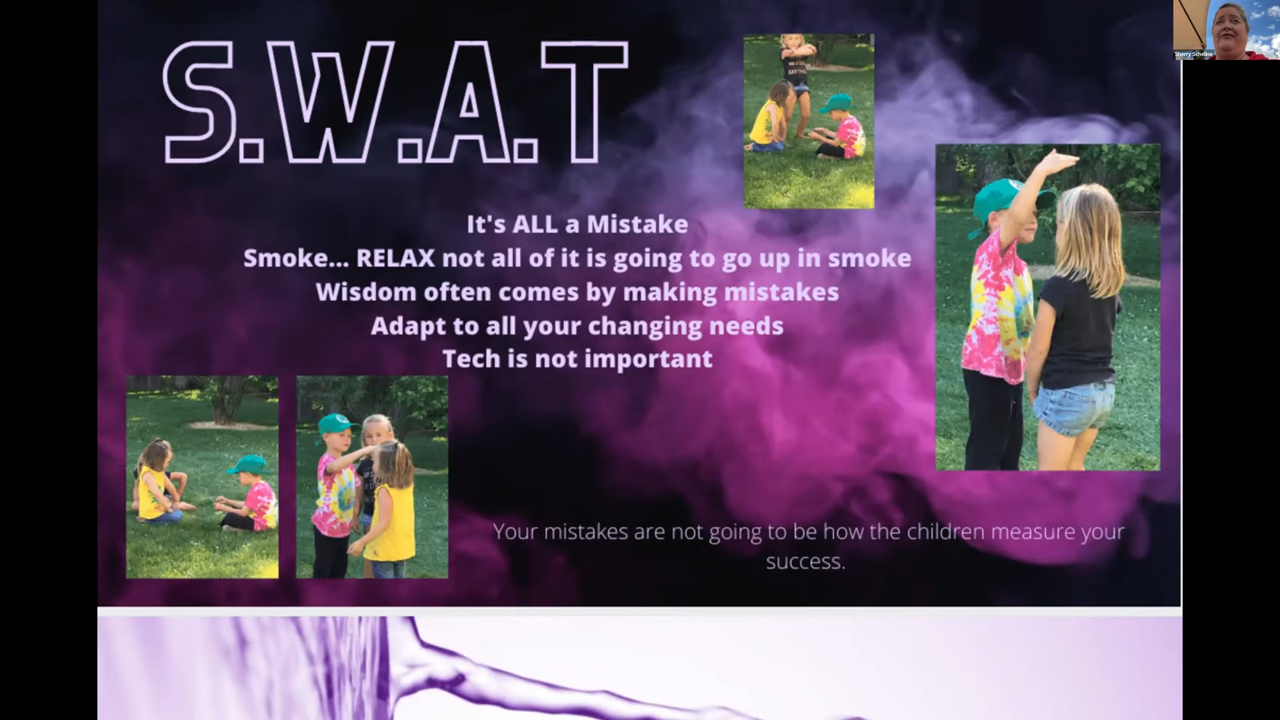 S.W.A.T
It's ALL a Mistake
Smoke... RELAX not all of it is going to go up in smoke
Wisdom often comes by making mistakes
Adapt to all your changing needs
Tech is not important
Your mistakes are not going to be how the children measure your
success.
Sherry Scheline